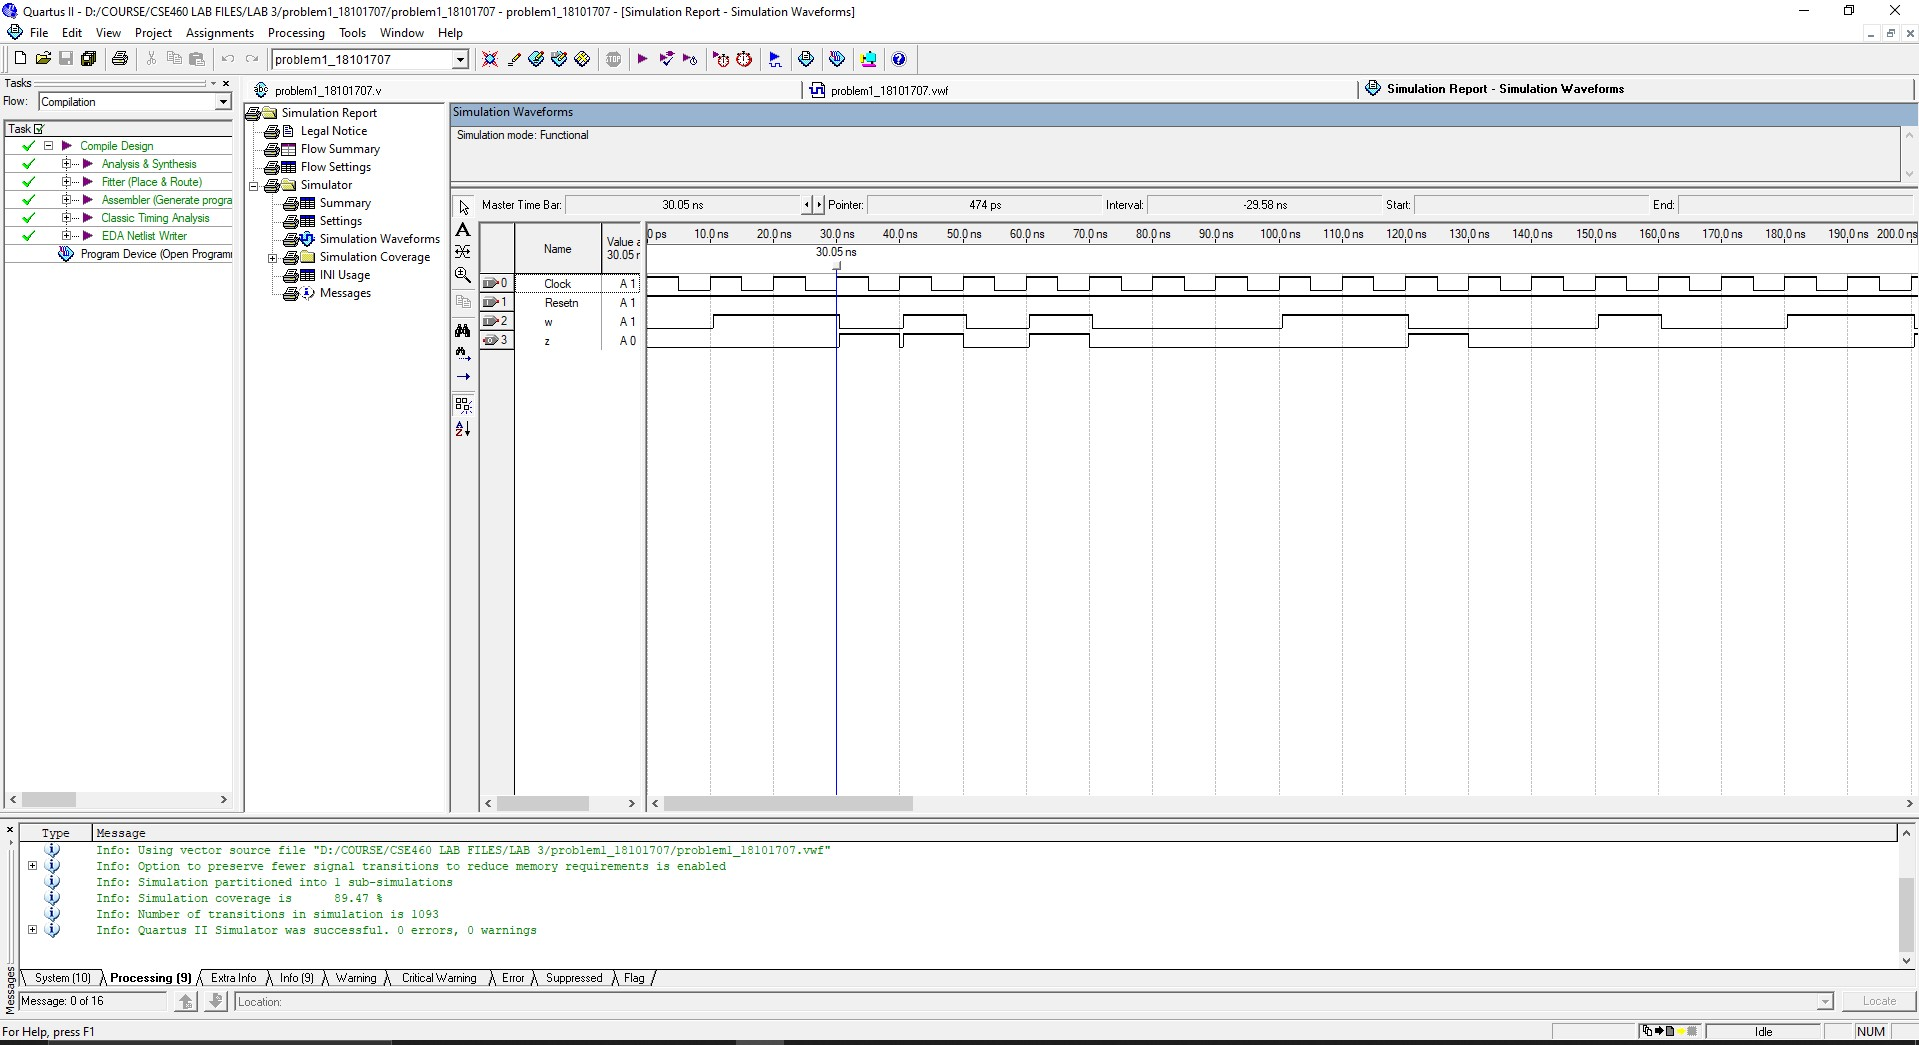 Quartus II - D:/COURSE/CSE460 LAB FILES/LAB 3/problem1_18101707/problem1_18101707 - problem1_18101707 - [Simulation Report - Simulation Waveforms]
File Edit View Project Assignments Processing Tools Window Help
problem1_18101707
Tasks
Flow: Compilation
Task
Compile Design
Analysis & Synthesis
Fitter (Place & Route)
Assembler (Generate progra
Classic Timing Analysis
EDA Netlist Writer
Program Device (Open Programm
problem1_18101707.v
problem1_18101707.vwf
Simulation Report - Simulation Waveforms
Simulation Report
Legal Notice
Flow Summary
Flow Settings
Simulator
Summary
Settings
Simulation Waveforms
Simulation Coverage
INI Usage
Messages
Simulation Waveforms
Simulation mode: Functional
Master Time Bar: 30.05 ns Pointer: 474 ps Interval: -29.58 ns Start: End:
Name
Value a
30.05 n
0 ps 10.0 ns 20.0 ns 30.0 ns 40.0 ns 50.0 ns 60.0 ns 70.0 ns 80.0 ns 90.0 ns 100.0 ns 110.0 ns 120.0 ns 130.0 ns 140.0 ns 150.0 ns 160.0 ns 170.0 ns 180.0 ns 190.0 ns 200.0 ns
30.05 ns
0 Clock A 1
1 Resetn A 1
2 w A 1
3 z A 0
Type Message
Info: Using vector source file "D:/COURSE/CSE460 LAB FILES/LAB 3/problem1_18101707/problem1_18101707.vwf"
Info: Option to preserve fewer signal transitions to reduce memory requirements is enabled
Info: Simulation partitioned into 1 sub-simulations
Info: Simulation coverage is 89.47 %
Info: Number of transitions in simulation is 1093
Info: Quartus II Simulator was successful. 0 errors, 0 warnings
System (10) Processing (9) Extra Info Info (9) Warning Critical Warning Error Suppressed Flag
Messages
Message: 0 of 16
Location:
Locate
For Help, press F1
Idle
NUM